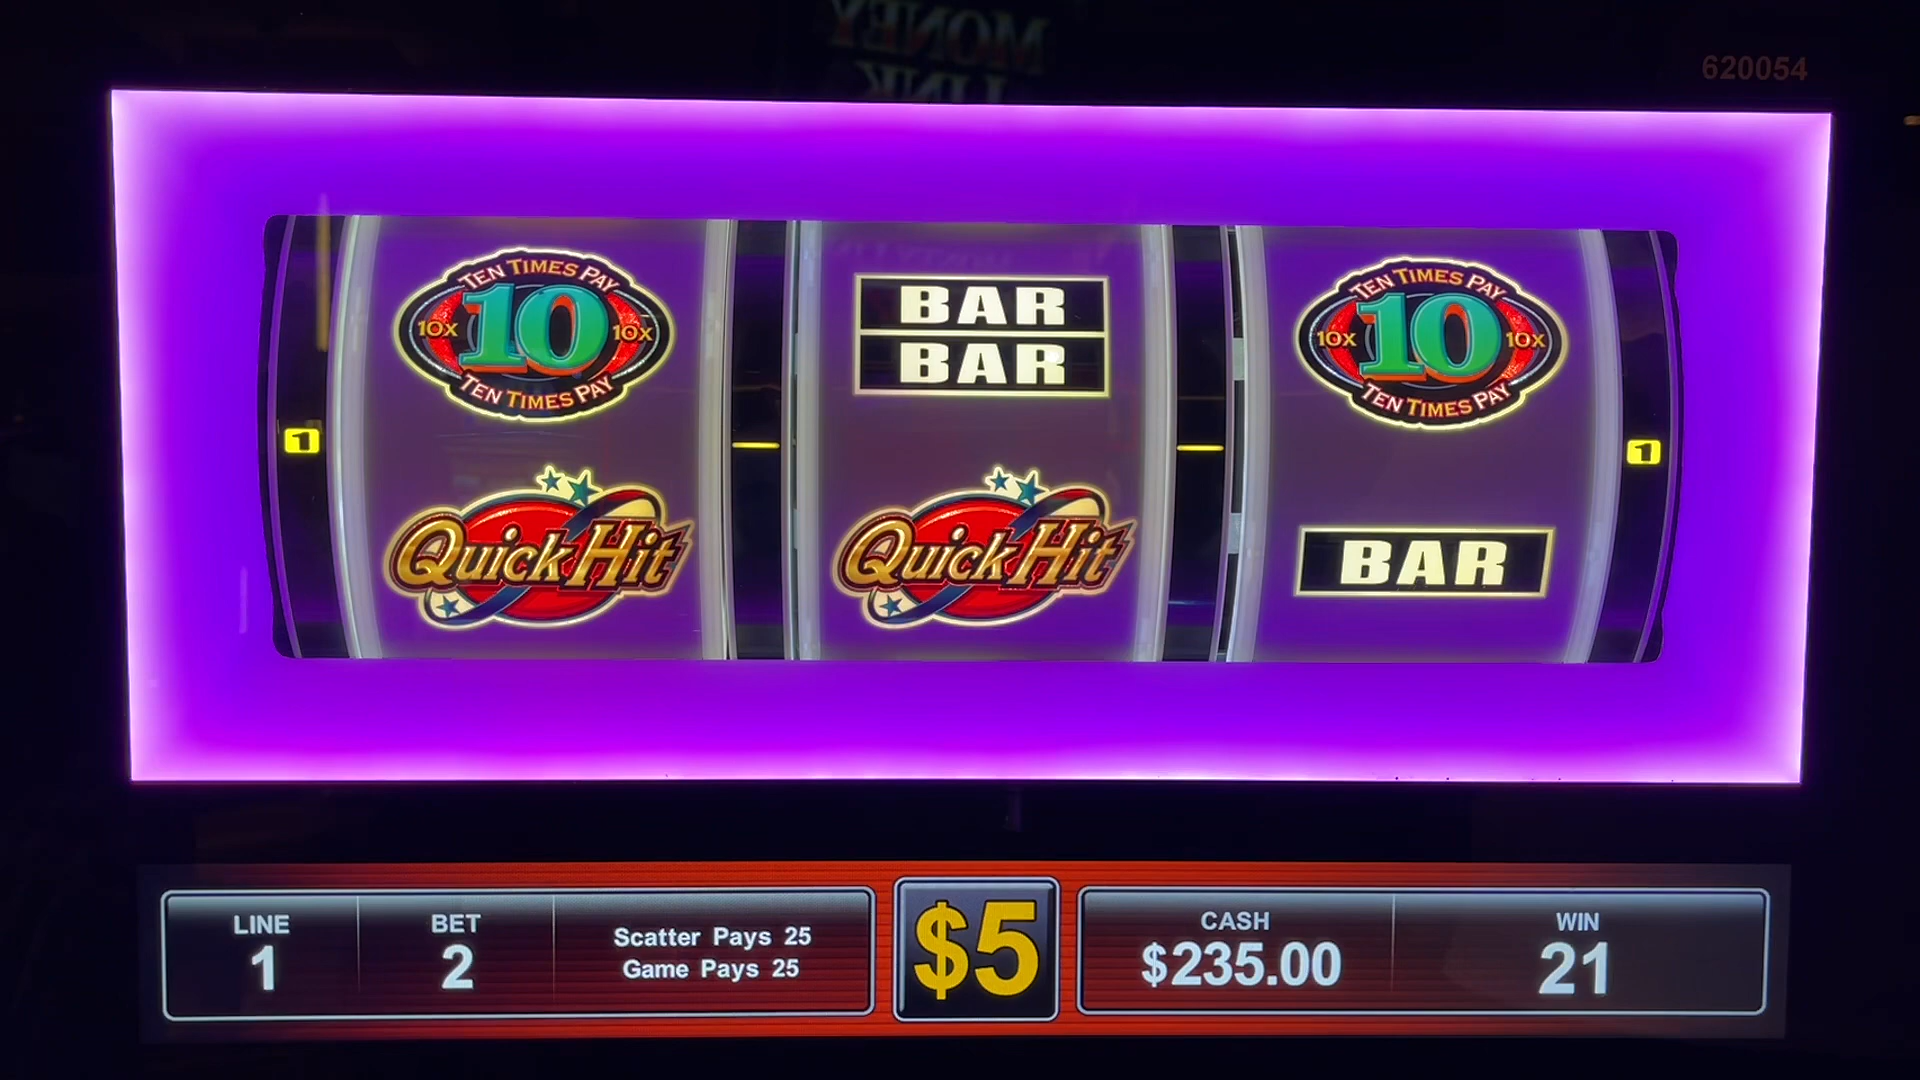 MONEY
LINK
620054
TEN TIMES PAY
10x 10 10x
TEN TIMES PAY
BAR
BAR
TEN TIMES PAY
10x 10 10x
TEN TIMES PAY
1
1
Quick Hit
Quick Hit
BAR
LINE
1
BET
2
Scatter Pays 25
Game Pays 25
$5
CASH
$235.00
WIN
21